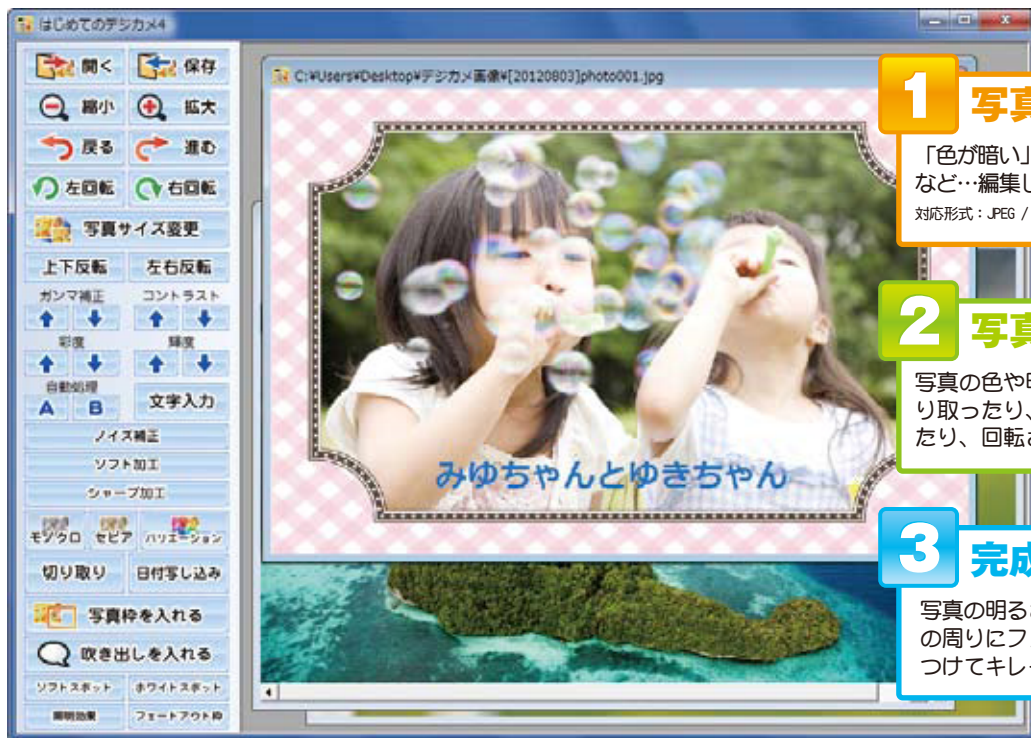 はじめてのデジカメ4
開く 保存
縮小 拡大
戻る 進む
左回転 右回転
写真サイズ変更
上下反転 左右反転
ガンマ補正 コントラスト
彩度 輝度
自動処理
A B 文字入力
ノイズ補正
ソフト加工
シャープ加工
モノクロ セピア バリエーション
切り取り 日付写し込み
写真枠を入れる
吹き出しを入れる
ソフトスポット ホワイトスポット
照明効果 フェードアウト枠
C:¥Users¥Desktop¥デジカメ画像¥[20120803]photo001.jpg
みゆちゃんとゆきちゃん
1 写真
「色が暗い」
など…編集し
対応形式：JPEG /
2 写真
写真の色や
り取ったり、
たり、回転
3 完成
写真の明る
の周りにフ
つけてキレ